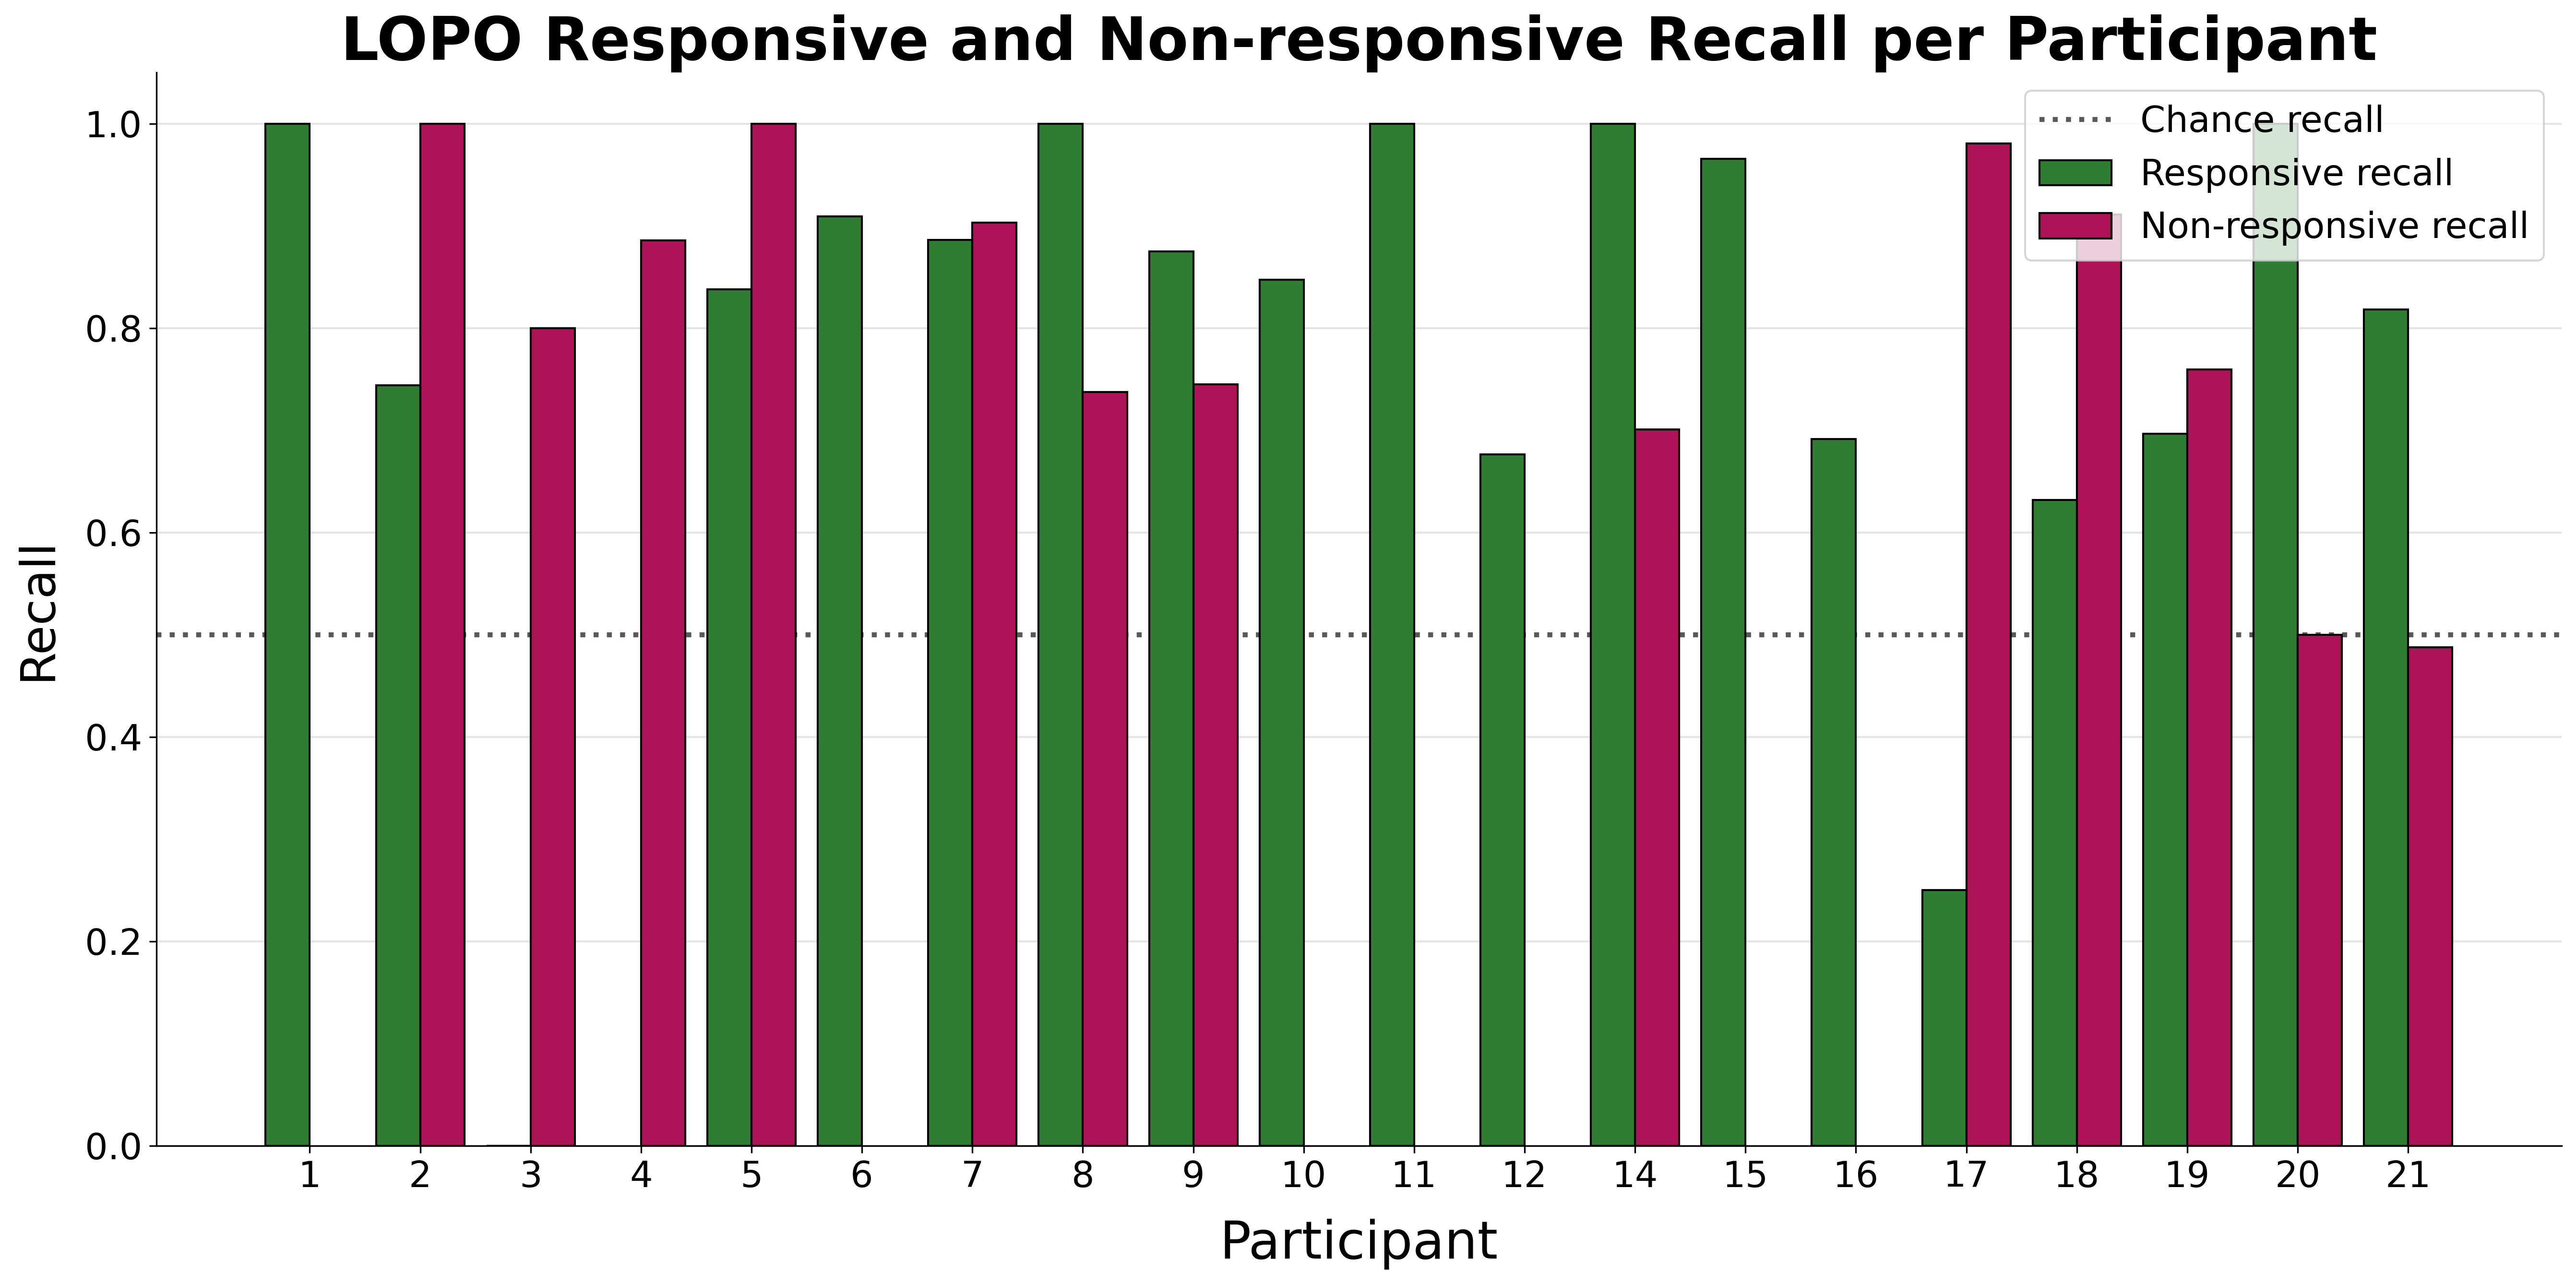 LOPO Responsive and Non-responsive Recall per Participant
Chance recall
Responsive recall
Non-responsive recall
1.0
0.8
0.6
0.4
0.2
0.0
Recall
1 2 3 4 5 6 7 8 9 10 11 12 14 15 16 17 18 19 20 21
Participant